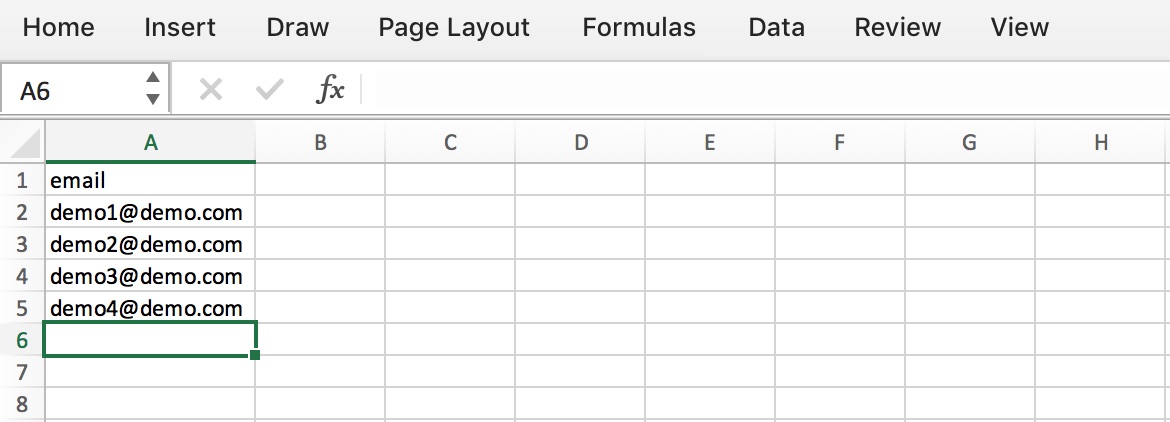 Home Insert Draw Page Layout Formulas Data Review View
A6 fx
A B C D E F G H
1 email
2 demo1@demo.com
3 demo2@demo.com
4 demo3@demo.com
5 demo4@demo.com
6
7
8